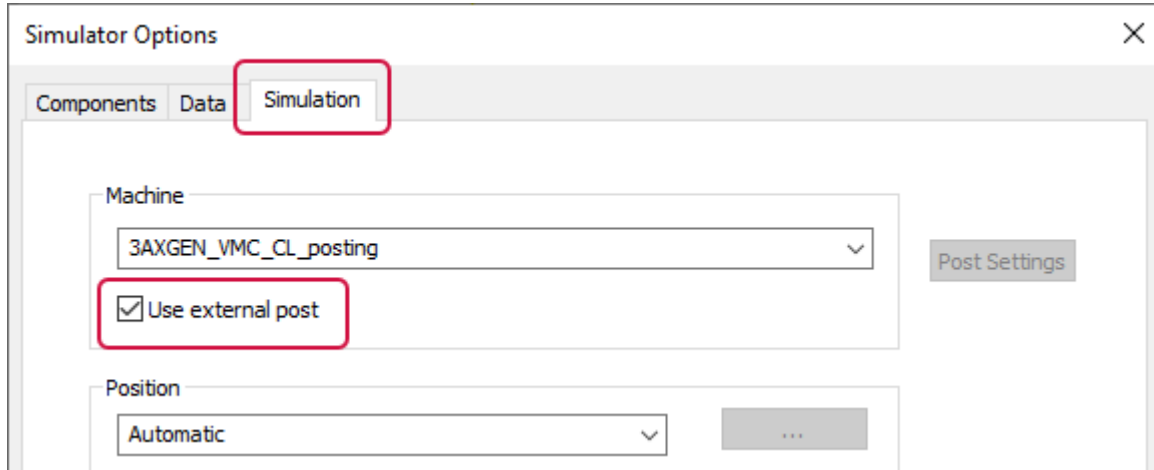 Simulator Options
Components Data Simulation
Machine
3AXGEN_VMC_CL_posting
Post Settings
Use external post
Position
Automatic
...